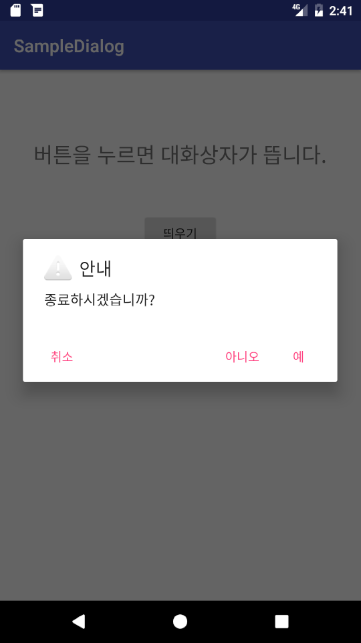 4G 2:41
SampleDialog
버튼을 누르면 대화상자가 뜹니다.
띄우기
안내
종료하시겠습니까?
취소 아니오 예